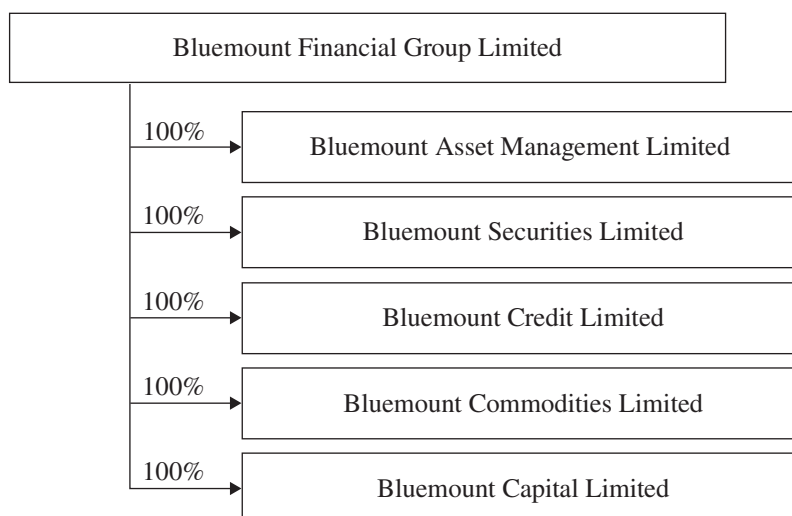 Bluemount Financial Group Limited
100%
Bluemount Asset Management Limited
100%
Bluemount Securities Limited
100%
Bluemount Credit Limited
100%
Bluemount Commodities Limited
100%
Bluemount Capital Limited